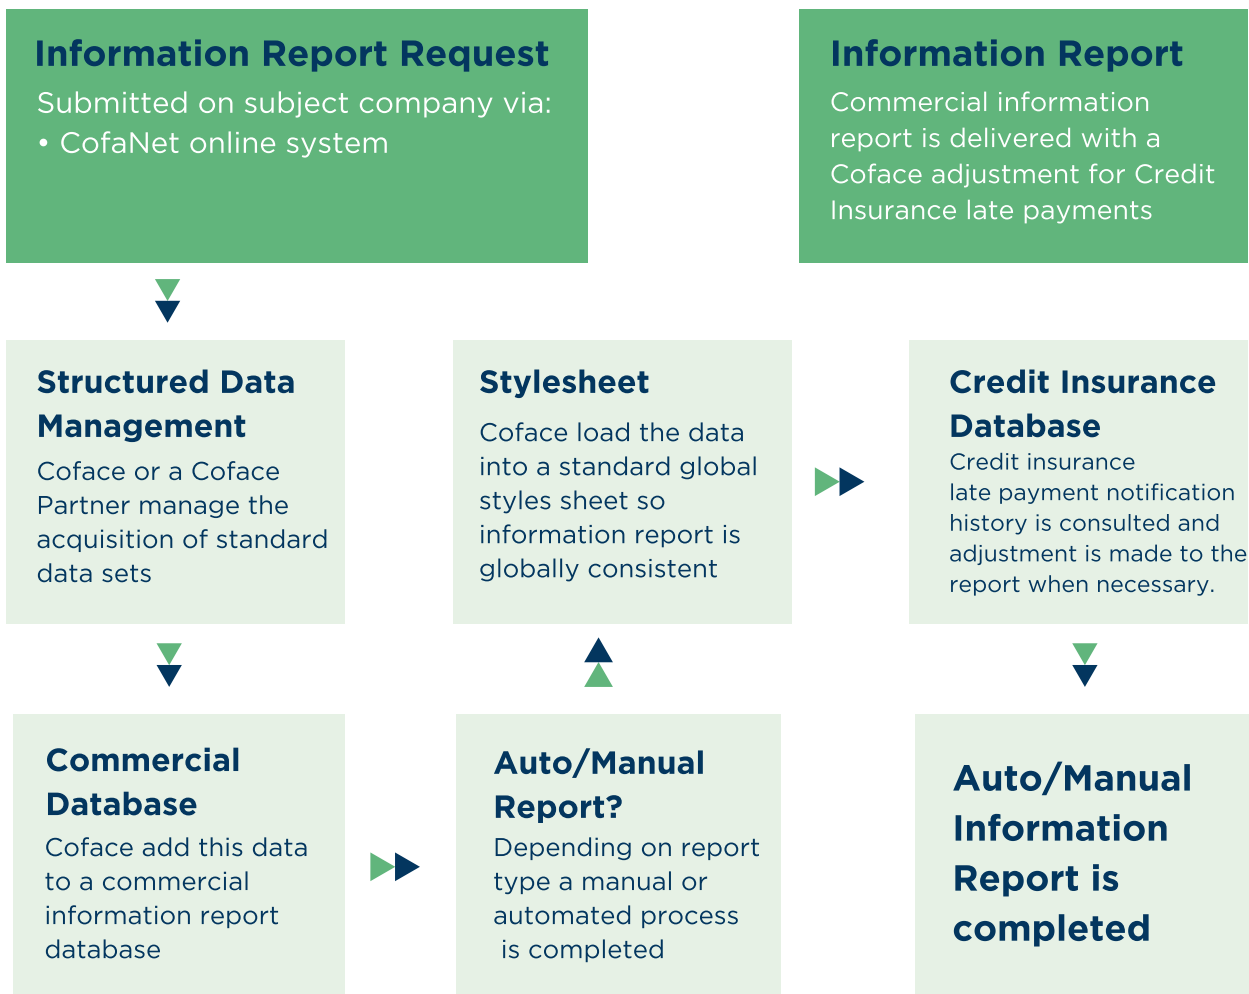 Information Report Request
Submitted on subject company via:
• CofaNet online system
Information Report
Commercial information
report is delivered with a
Coface adjustment for Credit
Insurance late payments
Structured Data
Management
Coface or a Coface
Partner manage the
acquisition of standard
data sets
Stylesheet
Coface load the data
into a standard global
styles sheet so
information report is
globally consistent
Credit Insurance
Database
Credit insurance
late payment notification
history is consulted and
adjustment is made to the
report when necessary.
Commercial
Database
Coface add this data
to a commercial
information report
database
Auto/Manual
Report?
Depending on report
type a manual or
automated process
is completed
Auto/Manual
Information
Report is
completed